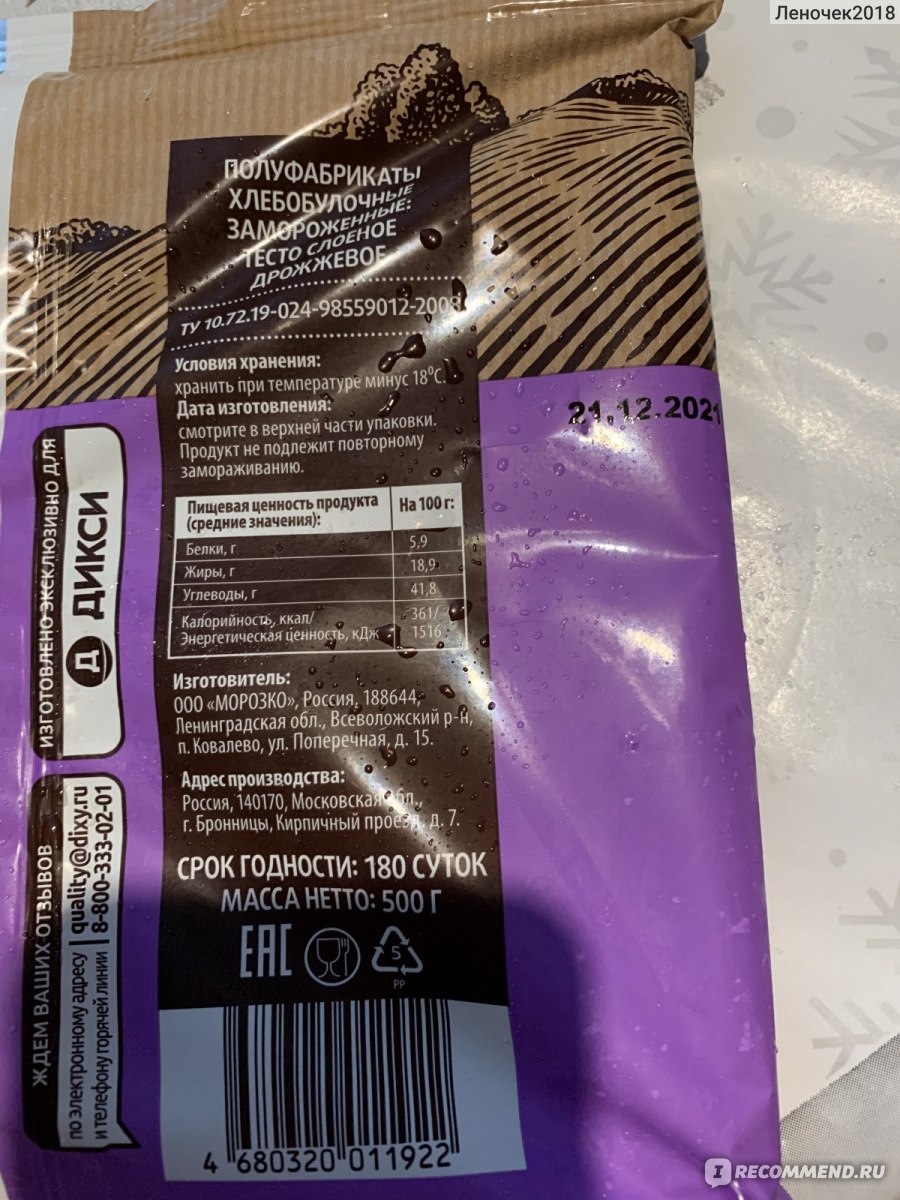 Леночек2018
ПОЛУФАБРИКАТЫ
ХЛЕБОБУЛОЧНЫЕ
ЗАМОРОЖЕННЫЕ:
ТЕСТО СЛОЕНОЕ
ДРОЖЖЕВОЕ
ТУ 10.72.19-024-98559012-2008
Условия хранения:
хранить при температуре минус 18°С.
Дата изготовления:
смотрите в верхней части упаковки.
Продукт не подлежит повторному
замораживанию.
21.12.2021
Пищевая ценность продукта
(средние значения):
На 100 г:
Белки, г 5,9
Жиры, г 18,9
Углеводы, г 41,8
Калорийность, ккал/ 361/
Энергетическая ценность, кДж 1516
Изготовитель:
ООО «МОРОЗКО», Россия, 188644,
Ленинградская обл., Всеволожский р-н,
п. Ковалево, ул. Поперечная, д. 15.
Адрес производства:
Россия, 140170, Московская обл.,
г. Бронницы, Кирпичный проезд, д. 7.
СРОК ГОДНОСТИ: 180 СУТОК
МАССА НЕТТО: 500 Г
EAC
5
PP
4 680320 011922
ИЗГОТОВЛЕНО ЭКСКЛЮЗИВНО ДЛЯ
Д ДИКСИ
ЖДЕМ ВАШИХ ОТЗЫВОВ
по электронному адресу | quality@dixy.ru
и телефону горячей линии | 8-800-333-02-01
I RECOMMEND.RU